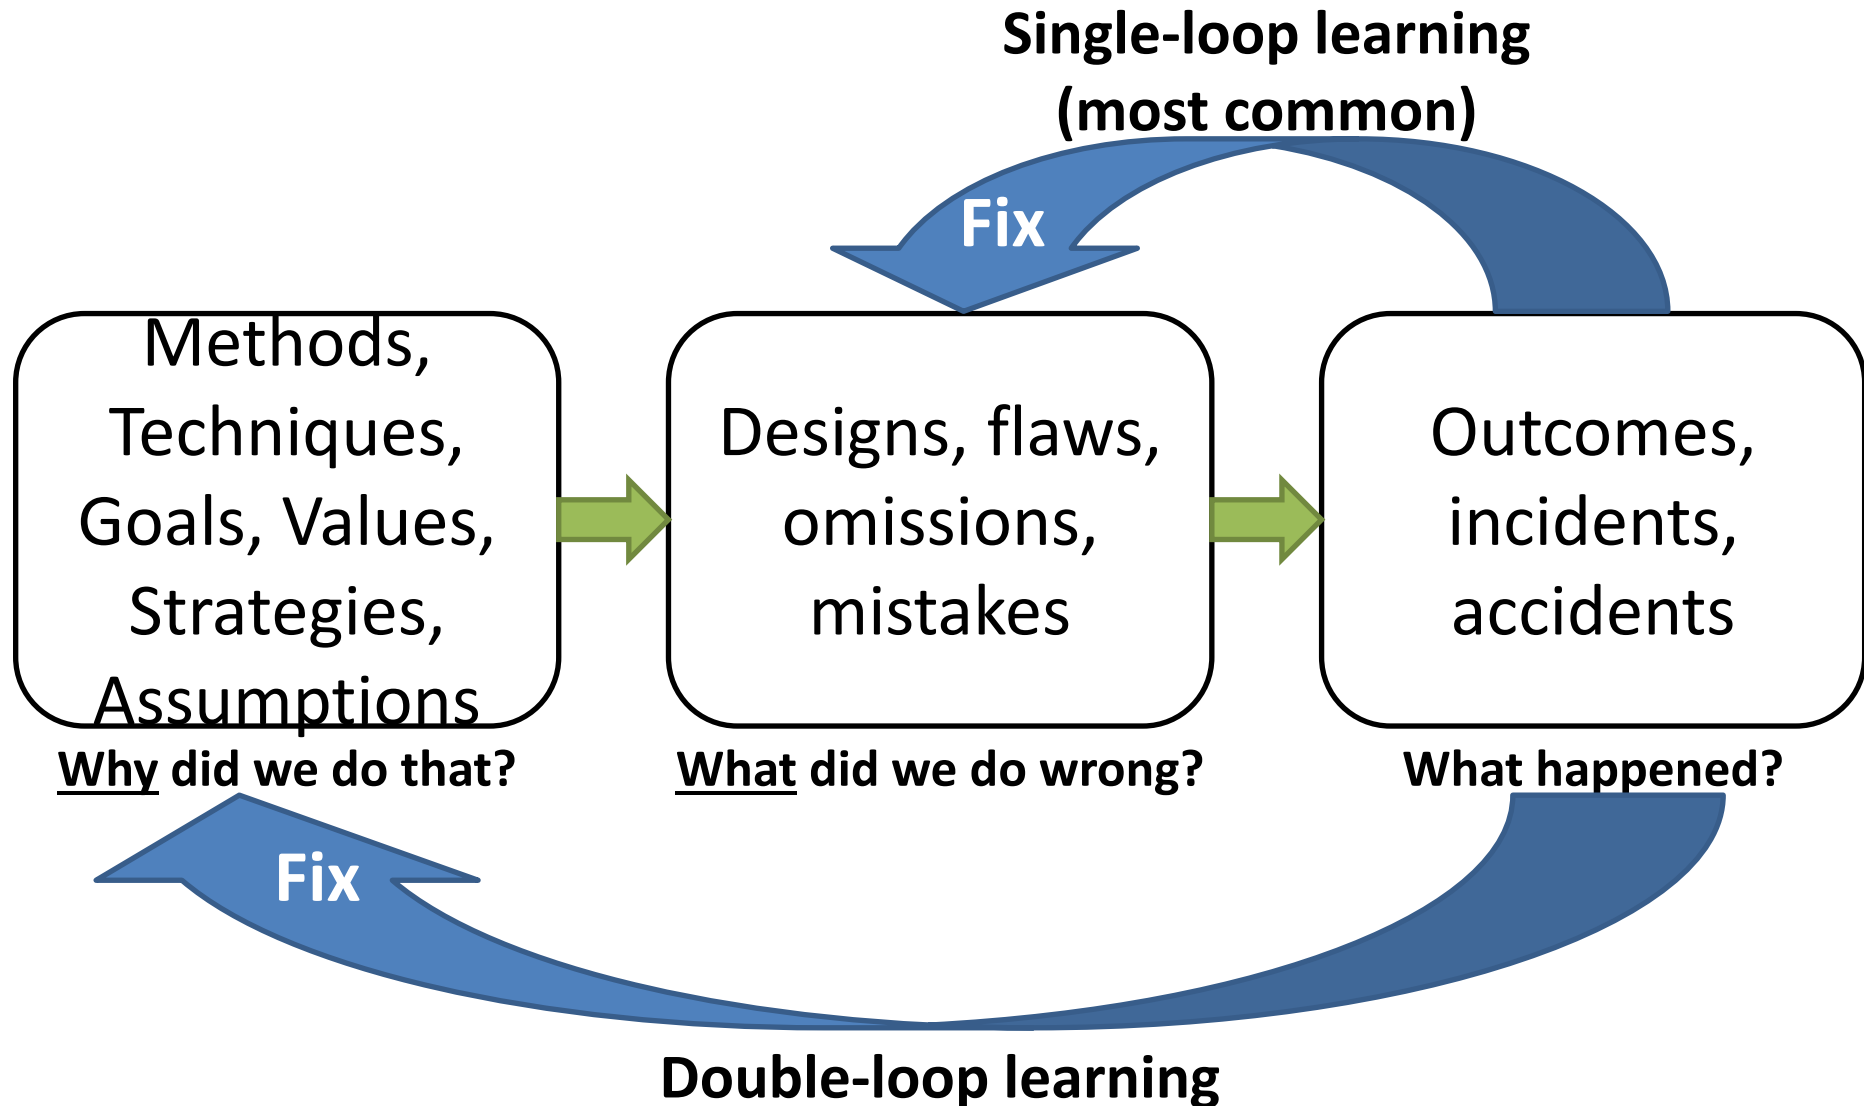 Single-loop learning
(most common)
Fix
Methods,
Techniques,
Goals, Values,
Strategies,
Assumptions
Designs, flaws,
omissions,
mistakes
Outcomes,
incidents,
accidents
Why did we do that?
What did we do wrong?
What happened?
Fix
Double-loop learning